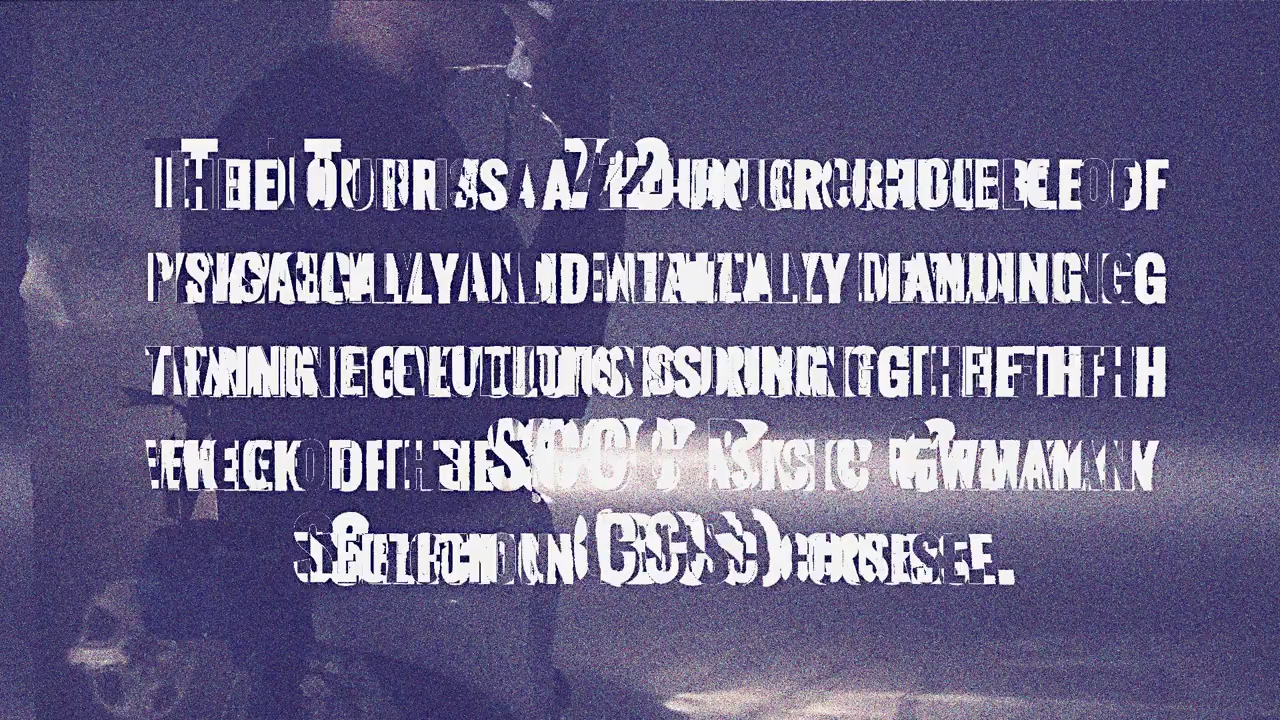 THE TOUR IS A 72-HOUR CRUCIBLE OF
PHYSICALLY AND MENTALLY DEMANDING
TRAINING EVOLUTIONS DURING THE FIFTH
WEEK OF THE BASIC CREWMAN
SELECTION (BCS) COURSE.